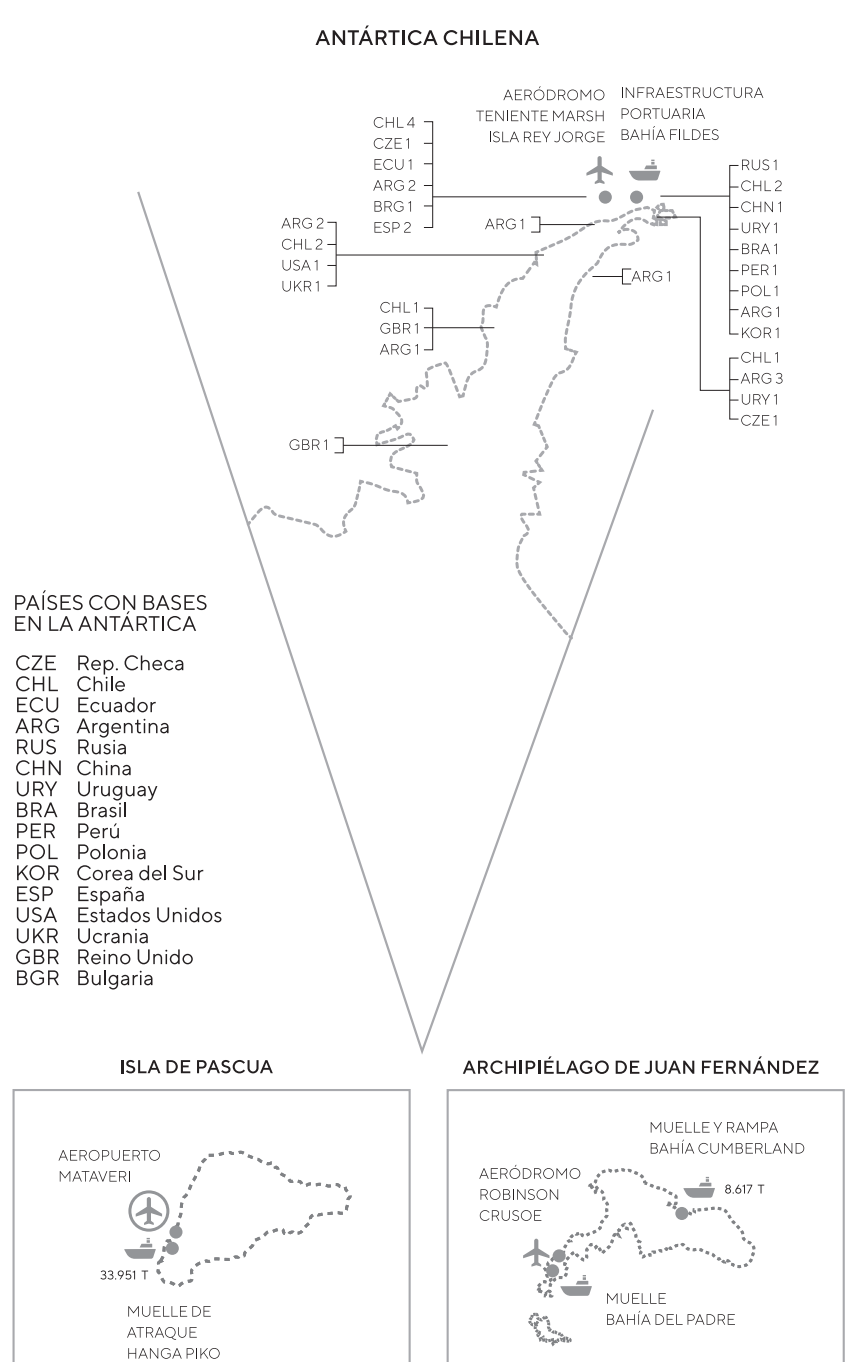 ANTÁRTICA CHILENA
AERÓDROMO
TENIENTE MARSH
ISLA REY JORGE
INFRAESTRUCTURA
PORTUARIA
BAHÍA FILDES
CHL 4
CZE 1
ECU 1
ARG 2
BRG 1
ESP 2
ARG 2
CHL 2
USA 1
UKR 1
ARG 1
RUS 1
CHL 2
CHN 1
URY 1
BRA 1
PER 1
POL 1
ARG 1
KOR 1
ARG 1
CHL 1
GBR 1
ARG 1
CHL 1
ARG 3
URY 1
CZE 1
GBR 1
PAÍSES CON BASES
EN LA ANTÁRTICA
CZE Rep. Checa
CHL Chile
ECU Ecuador
ARG Argentina
RUS Rusia
CHN China
URY Uruguay
BRA Brasil
PER Perú
POL Polonia
KOR Corea del Sur
ESP España
USA Estados Unidos
UKR Ucrania
GBR Reino Unido
BGR Bulgaria
ISLA DE PASCUA
AEROPUERTO
MATAVERI
33.951 T
MUELLE DE
ATRAQUE
HANGA PIKO
ARCHIPIÉLAGO DE JUAN FERNÁNDEZ
MUELLE Y RAMPA
BAHÍA CUMBERLAND
8.617 T
AERÓDROMO
ROBINSON
CRUSOE
MUELLE
BAHÍA DEL PADRE